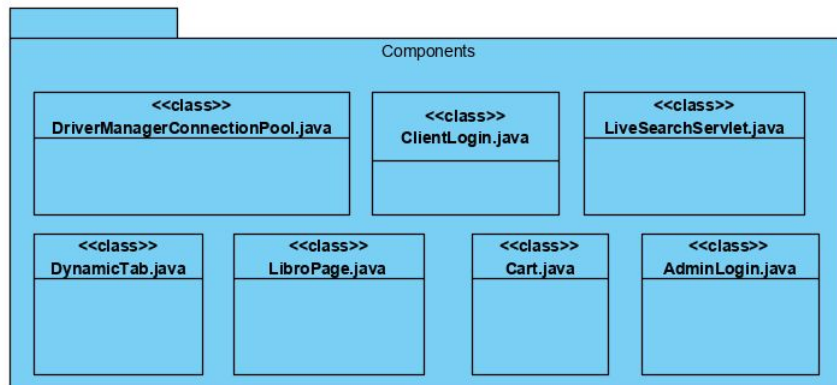 Components
<<class>>
DriverManagerConnectionPool.java
<<class>>
ClientLogin.java
<<class>>
LiveSearchServlet.java
<<class>>
DynamicTab.java
<<class>>
LibroPage.java
<<class>>
Cart.java
<<class>>
AdminLogin.java